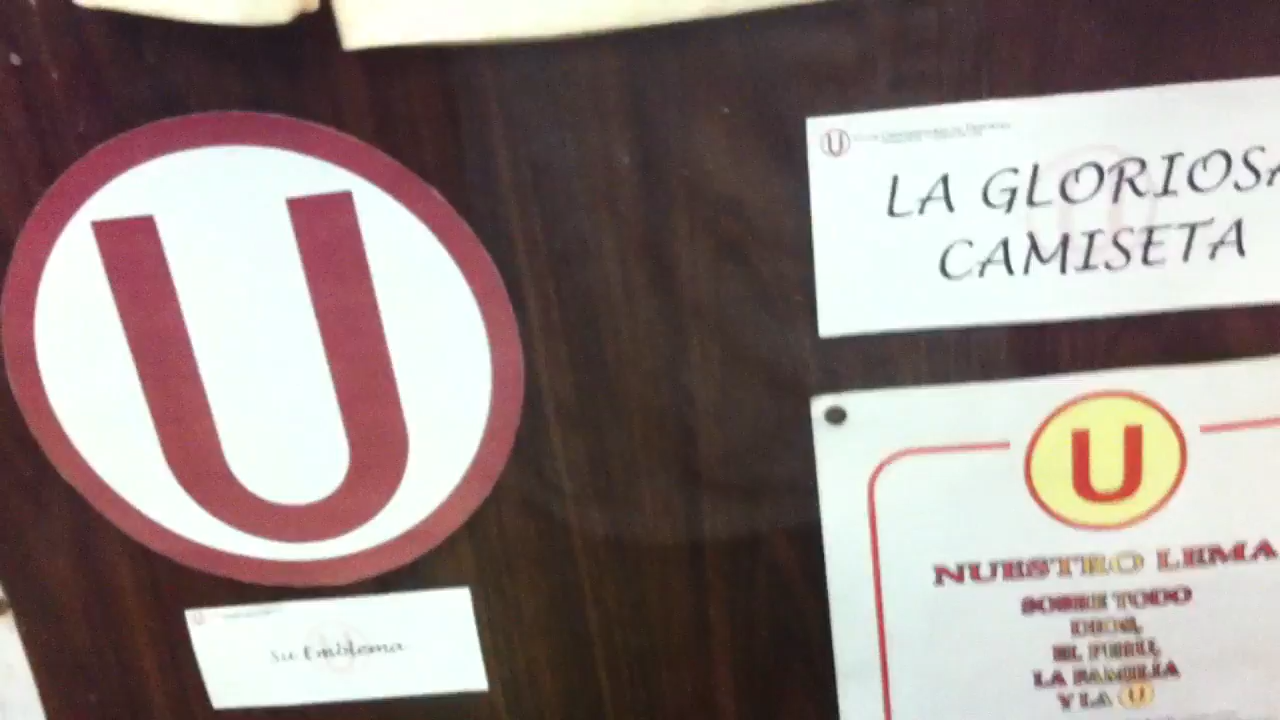 U
su Emblema
U
LA GLORIOSA
CAMISETA
U
NUESTRO LEMA
SOBRE TODO
DIOS,
EL PERU,
LA FAMILIA
Y LA U